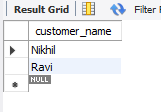 Result Grid Filter
customer_name
Nikhil
Ravi
NULL